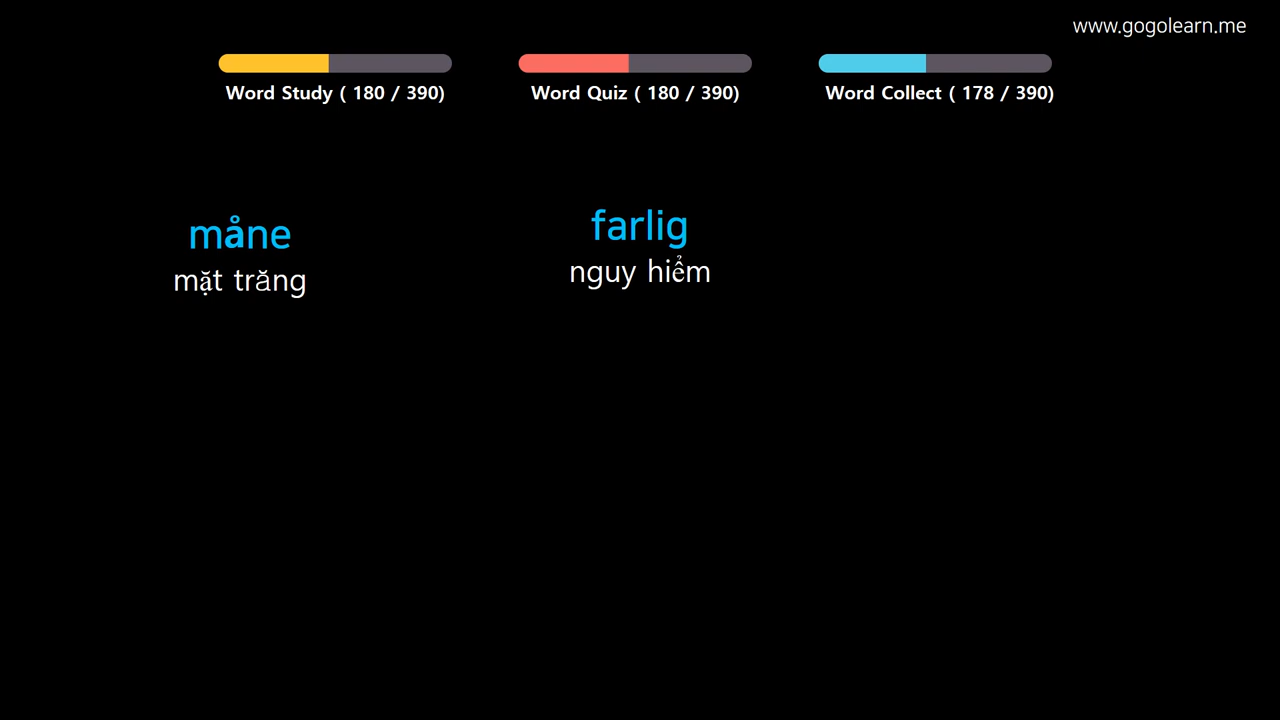 www.gogolearn.me
Word Study ( 180 / 390)
Word Quiz ( 180 / 390)
Word Collect ( 178 / 390)
måne
mặt trăng
farlig
nguy hiểm